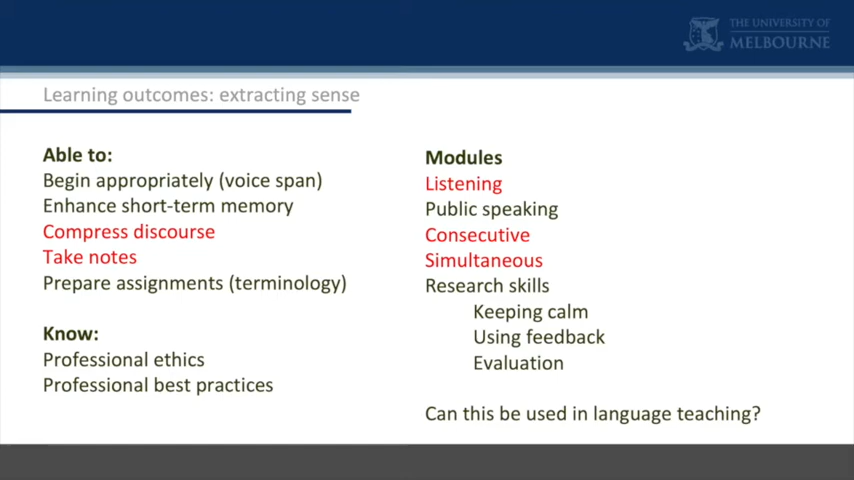 THE UNIVERSITY OF
MELBOURNE
Learning outcomes: extracting sense
Able to:
Begin appropriately (voice span)
Enhance short-term memory
Compress discourse
Take notes
Prepare assignments (terminology)
Know:
Professional ethics
Professional best practices
Modules
Listening
Public speaking
Consecutive
Simultaneous
Research skills
Keeping calm
Using feedback
Evaluation
Can this be used in language teaching?